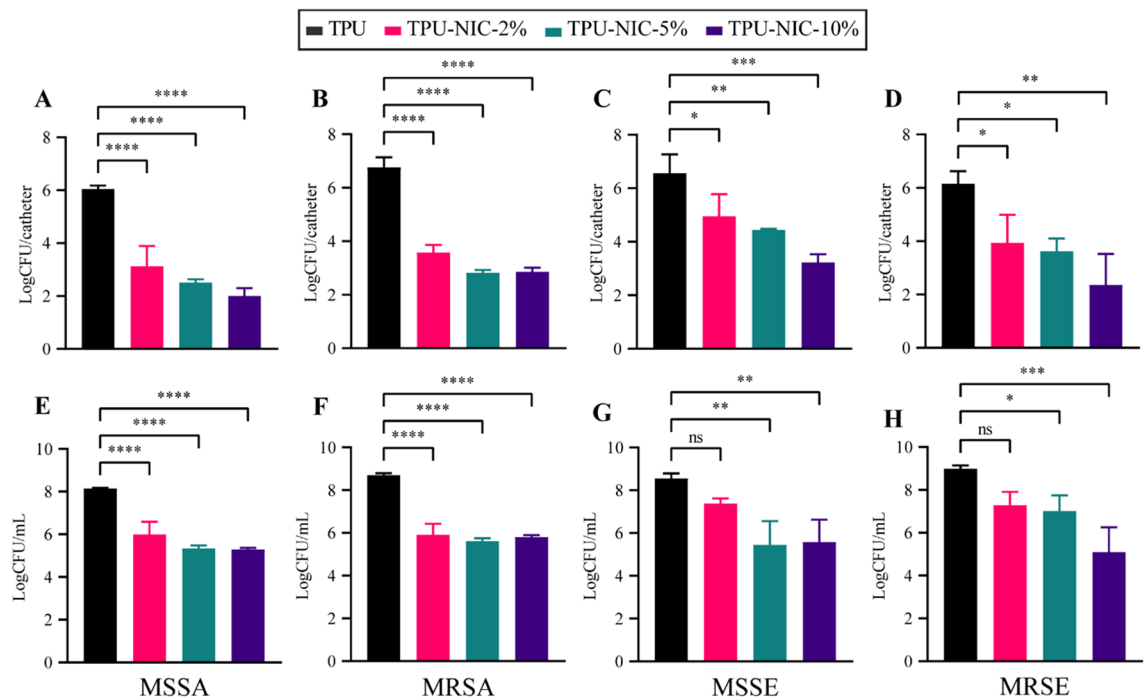 TPU TPU-NIC-2% TPU-NIC-5% TPU-NIC-10%
A
****
****
****
LogCFU/catheter
8
6
4
2
0
B
****
****
****
LogCFU/catheter
8
6
4
2
0
C
***
**
*
LogCFU/catheter
8
6
4
2
0
D
**
*
*
LogCFU/catheter
8
6
4
2
0
E
****
****
****
LogCFU/mL
10
8
6
4
2
0
MSSA
F
****
****
****
LogCFU/mL
10
8
6
4
2
0
MRSA
G
**
**
ns
LogCFU/mL
10
8
6
4
2
0
MSSE
H
***
*
ns
LogCFU/mL
10
8
6
4
2
0
MRSE